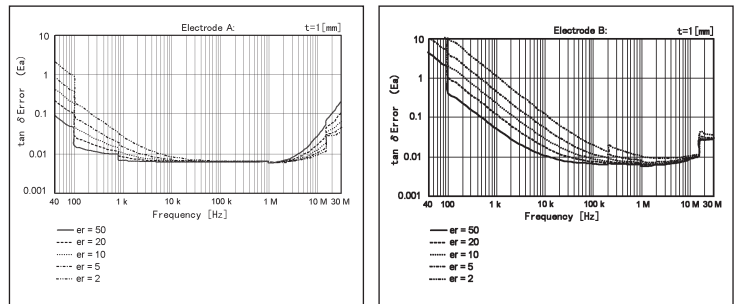 Electrode A: t=1[mm]
tan δ Error (Ea)
10
1
0.1
0.01
0.001
40 100 1 k 10 k 100 k 1 M 10 M 30 M
Frequency [Hz]
er = 50
er = 20
er = 10
er = 5
er = 2
Electrode B: t=1[mm]
tan δ Error (Ea)
10
1
0.1
0.01
0.001
40 100 1 k 10 k 100 k 1 M 10 M 30 M
Frequency [Hz]
er = 50
er = 20
er = 10
er = 5
er = 2